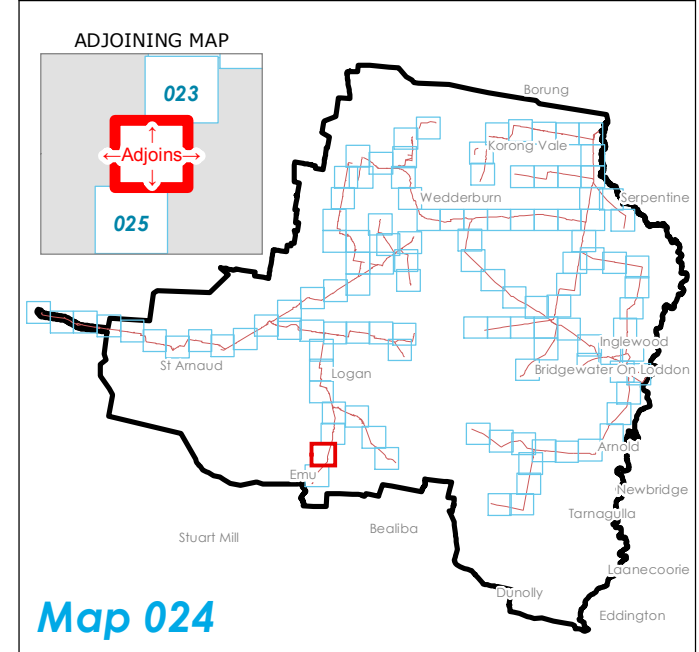 ADJOINING MAP
023
Adjoins
025
Borung
Korong Vale
Wedderburn
Serpentine
Inglewood
St Arnaud
Logan
Bridgewater On Loddon
Arnold
Emu
Newbridge
Tarnagulla
Bealiba
Stuart Mill
Laanecoorie
Dunolly
Eddington
Map 024